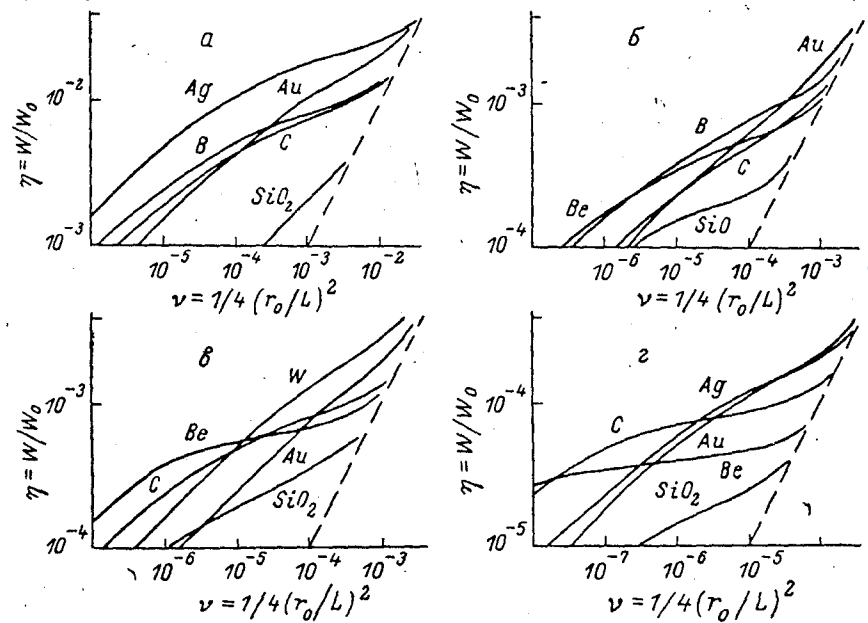 а
Ag
Au
B
C
SiO₂
10⁻²
10⁻³
η = W/W₀
10⁻⁵ 10⁻⁴ 10⁻³ 10⁻²
ν = 1/4 (r₀/L)²
б
Au
B
C
Be
SiO
10⁻³
10⁻⁴
η = W/W₀
10⁻⁶ 10⁻⁵ 10⁻⁴ 10⁻³
ν = 1/4 (r₀/L)²
в
W
Be
C
Au
SiO₂
10⁻³
10⁻⁴
η = W/W₀
10⁻⁶ 10⁻⁵ 10⁻⁴ 10⁻³
ν = 1/4 (r₀/L)²
г
Ag
C
Au
Be
SiO₂
10⁻⁴
10⁻⁵
η = W/W₀
10⁻⁷ 10⁻⁶ 10⁻⁵
ν = 1/4 (r₀/L)²